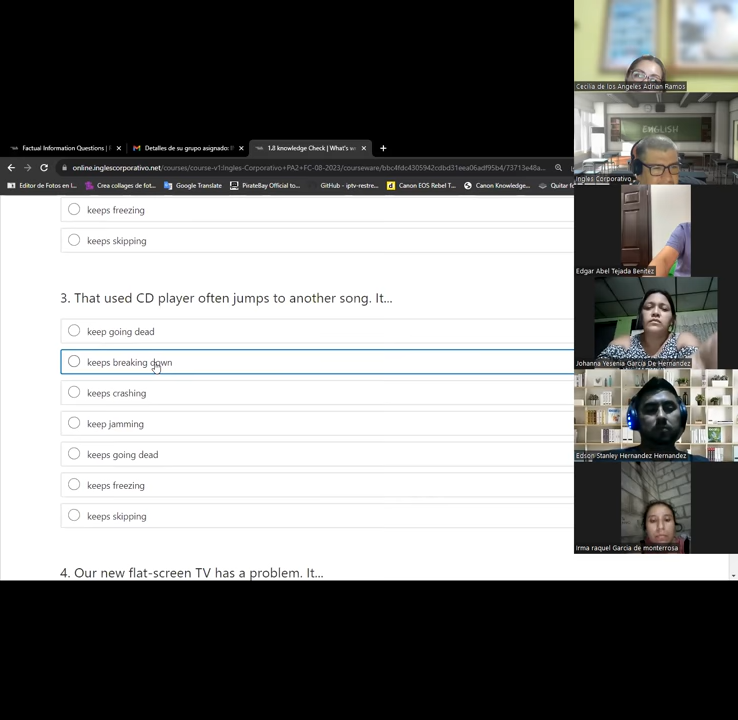 Factual Information Questions |
Detalles de su grupo asignado:
1.8 knowledge Check | What's w
online.inglescorporativo.net/courses/course-v1:Ingles-Corporativo+PA2+FC-08-2023/courseware/bbc4fdc4305942cdbd31eea06adf95b4/73713e48a...
Editor de Fotos en l...
Crea collages de fot...
Google Translate
PirateBay Official to...
GitHub - iptv-restre...
Canon EOS Rebel T...
Canon Knowledge...
Quitar fo
keeps freezing
keeps skipping
3. That used CD player often jumps to another song. It...
keep going dead
keeps breaking down
keeps crashing
keep jamming
keeps going dead
keeps freezing
keeps skipping
4. Our new flat-screen TV has a problem. It...
Cecilia de los Angeles Adrian Ramos
ENGLISH
Ingles Corporativo
Edgar Abel Tejada Benitez
Johanna Yesenia Garcia De Hernandez
Edson Stanley Hernandez Hernandez
Irma raquel Garcia de monterrosa